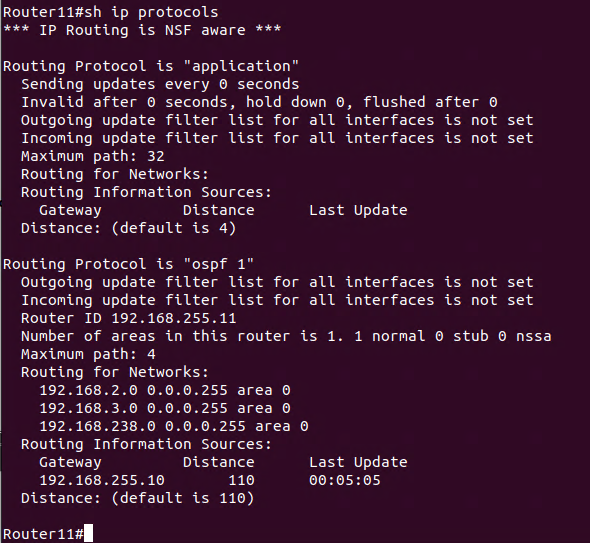 Router11#sh ip protocols
*** IP Routing is NSF aware ***

Routing Protocol is "application"
  Sending updates every 0 seconds
  Invalid after 0 seconds, hold down 0, flushed after 0
  Outgoing update filter list for all interfaces is not set
  Incoming update filter list for all interfaces is not set
  Maximum path: 32
  Routing for Networks:
  Routing Information Sources:
    Gateway         Distance      Last Update
  Distance: (default is 4)

Routing Protocol is "ospf 1"
  Outgoing update filter list for all interfaces is not set
  Incoming update filter list for all interfaces is not set
  Router ID 192.168.255.11
  Number of areas in this router is 1. 1 normal 0 stub 0 nssa
  Maximum path: 4
  Routing for Networks:
    192.168.2.0 0.0.0.255 area 0
    192.168.3.0 0.0.0.255 area 0
    192.168.238.0 0.0.0.255 area 0
  Routing Information Sources:
    Gateway         Distance      Last Update
    192.168.255.10       110      00:05:05
  Distance: (default is 110)

Router11#